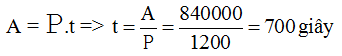 A = P.t => t = A/P = 840000/1200 = 700 giây